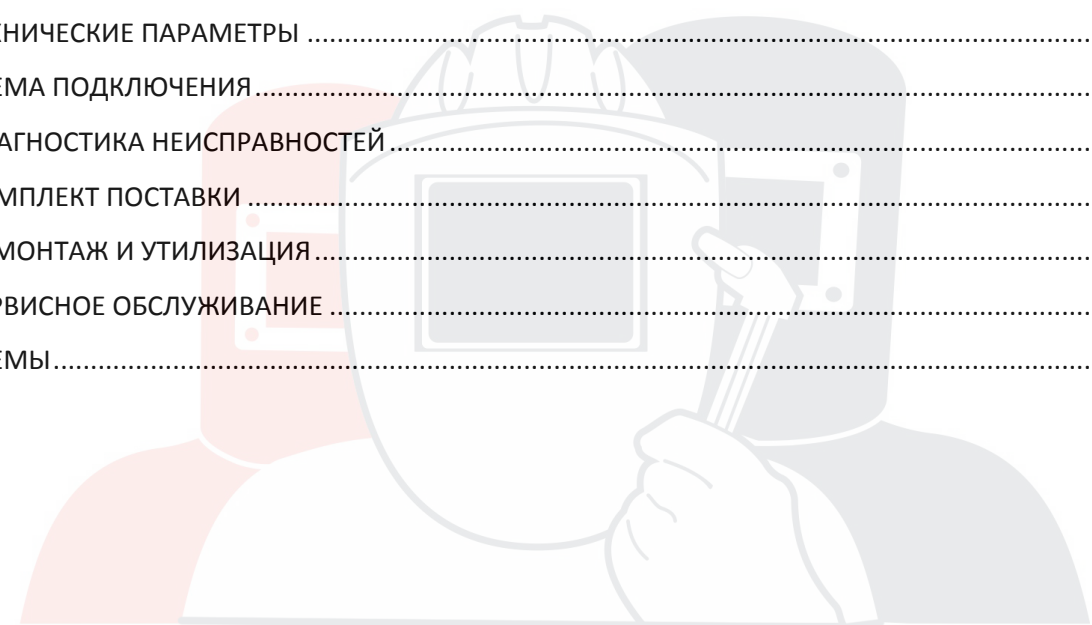 ХНИЧЕСКИЕ ПАРАМЕТРЫ ........................................................................................................
ЕМА ПОДКЛЮЧЕНИЯ................................................................................................................
АГНОСТИКА НЕИСПРАВНОСТЕЙ..............................................................................................
МПЛЕКТ ПОСТАВКИ .................................................................................................................
МОНТАЖ И УТИЛИЗАЦИЯ........................................................................................................
РВИСНОЕ ОБСЛУЖИВАНИЕ .....................................................................................................
ЕМЫ...........................................................................................................................................